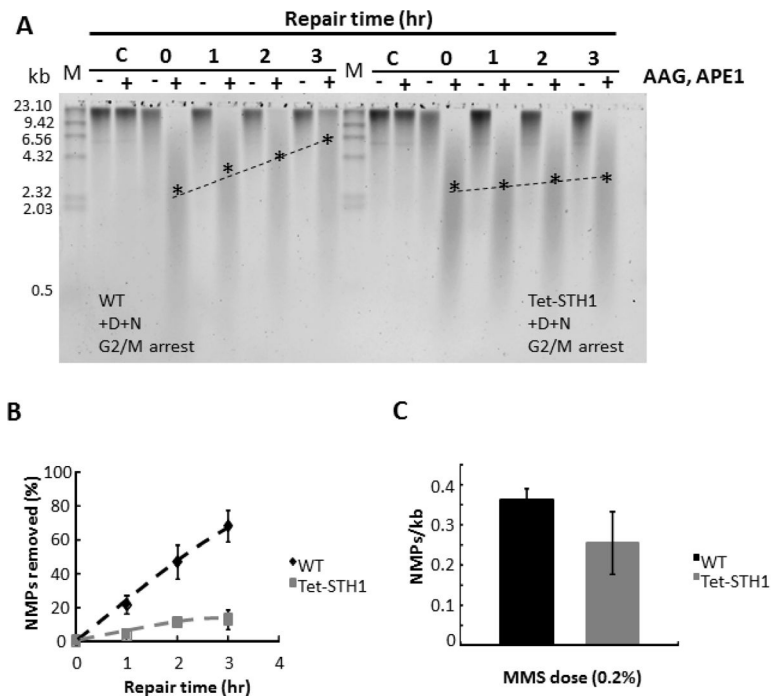 A
Repair time (hr)
M C 0 1 2 3 M C 0 1 2 3
kb - + - + - + - + - + - + - + - + - + - + AAG, APE1
23.10
9.42
6.56
4.32
2.32
2.03
0.5
* * * * * * * *
WT
+D+N
G2/M arrest
Tet-STH1
+D+N
G2/M arrest
B
NMPs removed (%)
100
80
60
40
20
0
0 1 2 3 4
Repair time (hr)
WT
Tet-STH1
C
NMPs/kb
0.4
0.3
0.2
0.1
0
MMS dose (0.2%)
WT
Tet-STH1